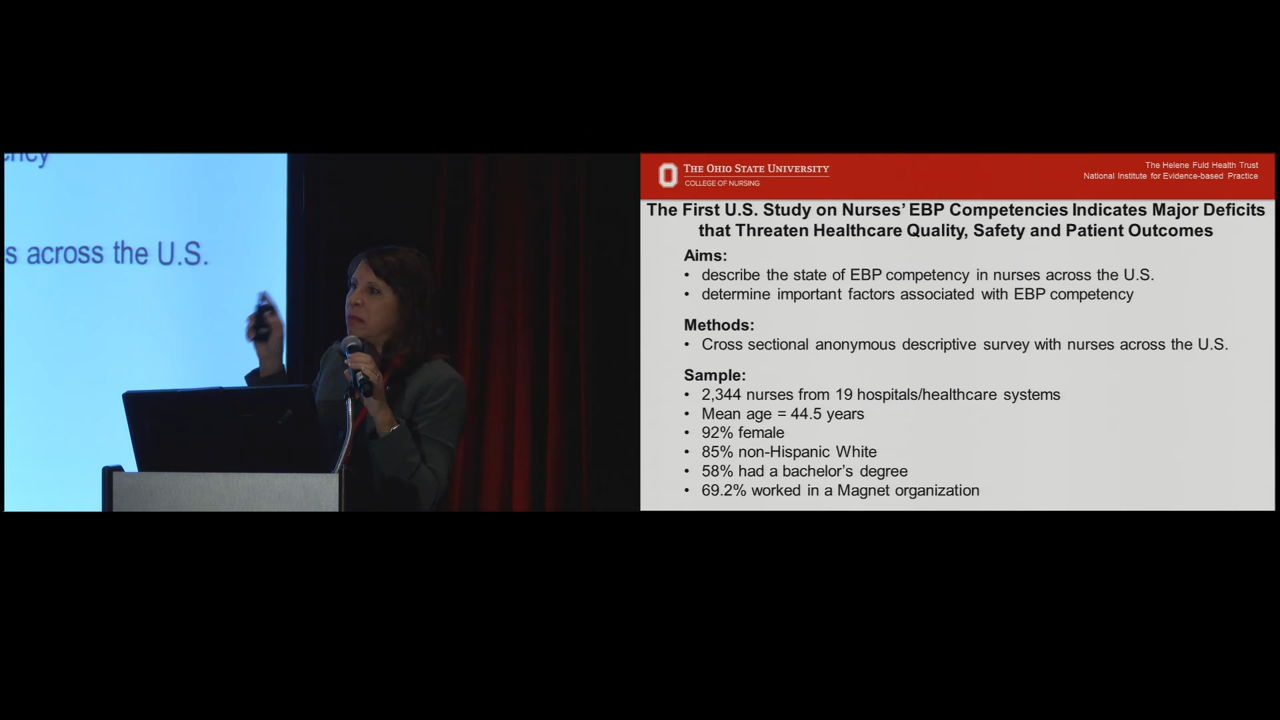 s across the U.S.
THE OHIO STATE UNIVERSITY
COLLEGE OF NURSING
The Helene Fuld Health Trust
National Institute for Evidence-based Practice
The First U.S. Study on Nurses' EBP Competencies Indicates Major Deficits
that Threaten Healthcare Quality, Safety and Patient Outcomes
Aims:
• describe the state of EBP competency in nurses across the U.S.
• determine important factors associated with EBP competency
Methods:
• Cross sectional anonymous descriptive survey with nurses across the U.S.
Sample:
• 2,344 nurses from 19 hospitals/healthcare systems
• Mean age = 44.5 years
• 92% female
• 85% non-Hispanic White
• 58% had a bachelor's degree
• 69.2% worked in a Magnet organization